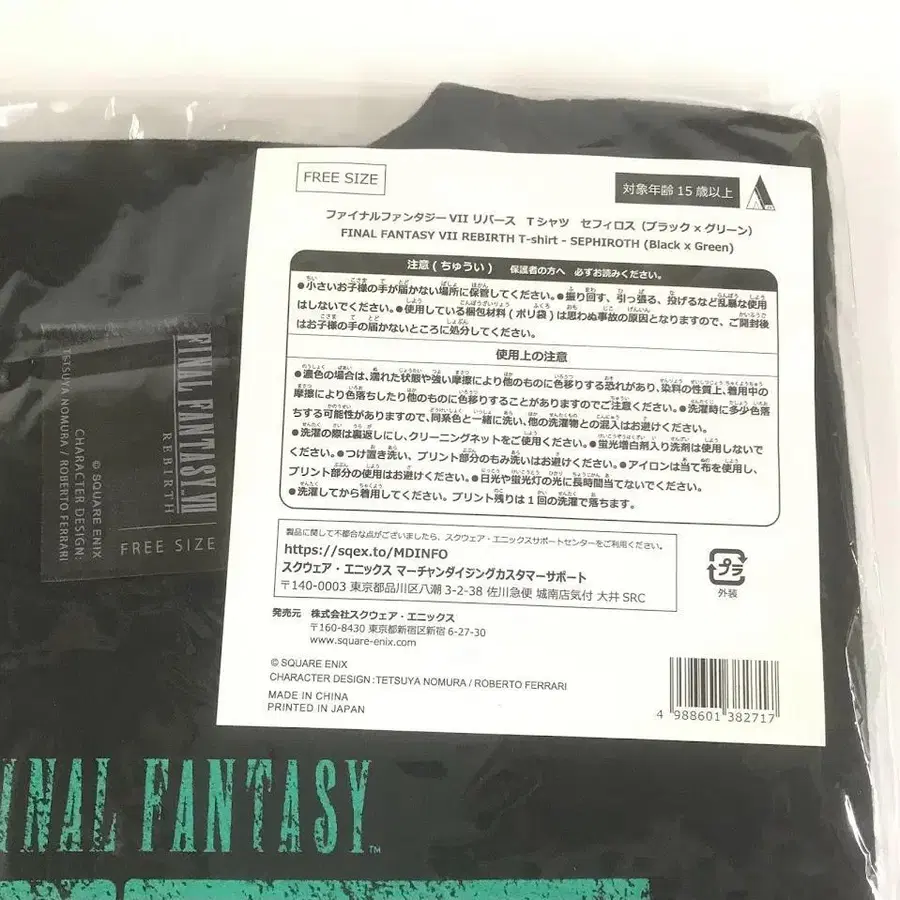 FREE SIZE
対象年齢 15 歳以上
ファイナルファンタジー VII リバース Tシャツ セフィロス（ブラック x グリーン）
FINAL FANTASY VII REBIRTH T-shirt - SEPHIROTH (Black x Green)
注意 ( ちゅうい ) 保護者の方へ 必ずお読みください。
●小さいお子様の手が届かない場所に保管してください。●振り回す、引っ張る、投げるなど乱暴な使用
はしないでください。●使用している梱包材料 ( ポリ袋 ) は思わぬ事故の原因となりますので、ご開封後
はお子様の手の届かないところに処分してください。
使用上の注意
●濃色の場合は、濡れた状態や強い摩擦により他のものに色移りする恐れがあり、染料の性質上、着用中の
摩擦により色落ちしたり他のものに色移りすることがありますのでご注意ください。●洗濯時に多少色落
ちする可能性がありますので、同系色と一緒に洗い、他の洗濯物との混入はお避けください。
●洗濯の際は裏返しにし、クリーニングネットをご使用ください。●蛍光増白剤入り洗剤は使用しないで
ください。●つけ置き洗い、プリント部分のもみ洗いはお避けください。●アイロンは当て布を使用し、
プリント部分の使用はお避けください。●日光や蛍光灯の光に長時間当てないでください。
●洗濯してから着用してください。プリント残りは 1 回の洗濯で落ちます。
製品に関して不都合な点がございましたら、スクウェア・エニックスサポートセンターをご利用ください。
https://sqex.to/MDINFO
スクウェア・エニックス マーチャンダイジングカスタマーサポート
〒140-0003 東京都品川区八潮 3-2-38 佐川急便 城南店気付 大井 SRC
プラ
外装
発売元 株式会社スクウェア・エニックス
〒160-8430 東京都新宿区新宿 6-27-30
www.square-enix.com
© SQUARE ENIX
CHARACTER DESIGN : TETSUYA NOMURA / ROBERTO FERRARI
MADE IN CHINA
PRINTED IN JAPAN
4 988601 382717
FINAL FANTASY VII
REBIRTH
FREE SIZE
© SQUARE ENIX
CHARACTER DESIGN:
TETSUYA NOMURA / ROBERTO FERRARI
FINAL FANTASY™